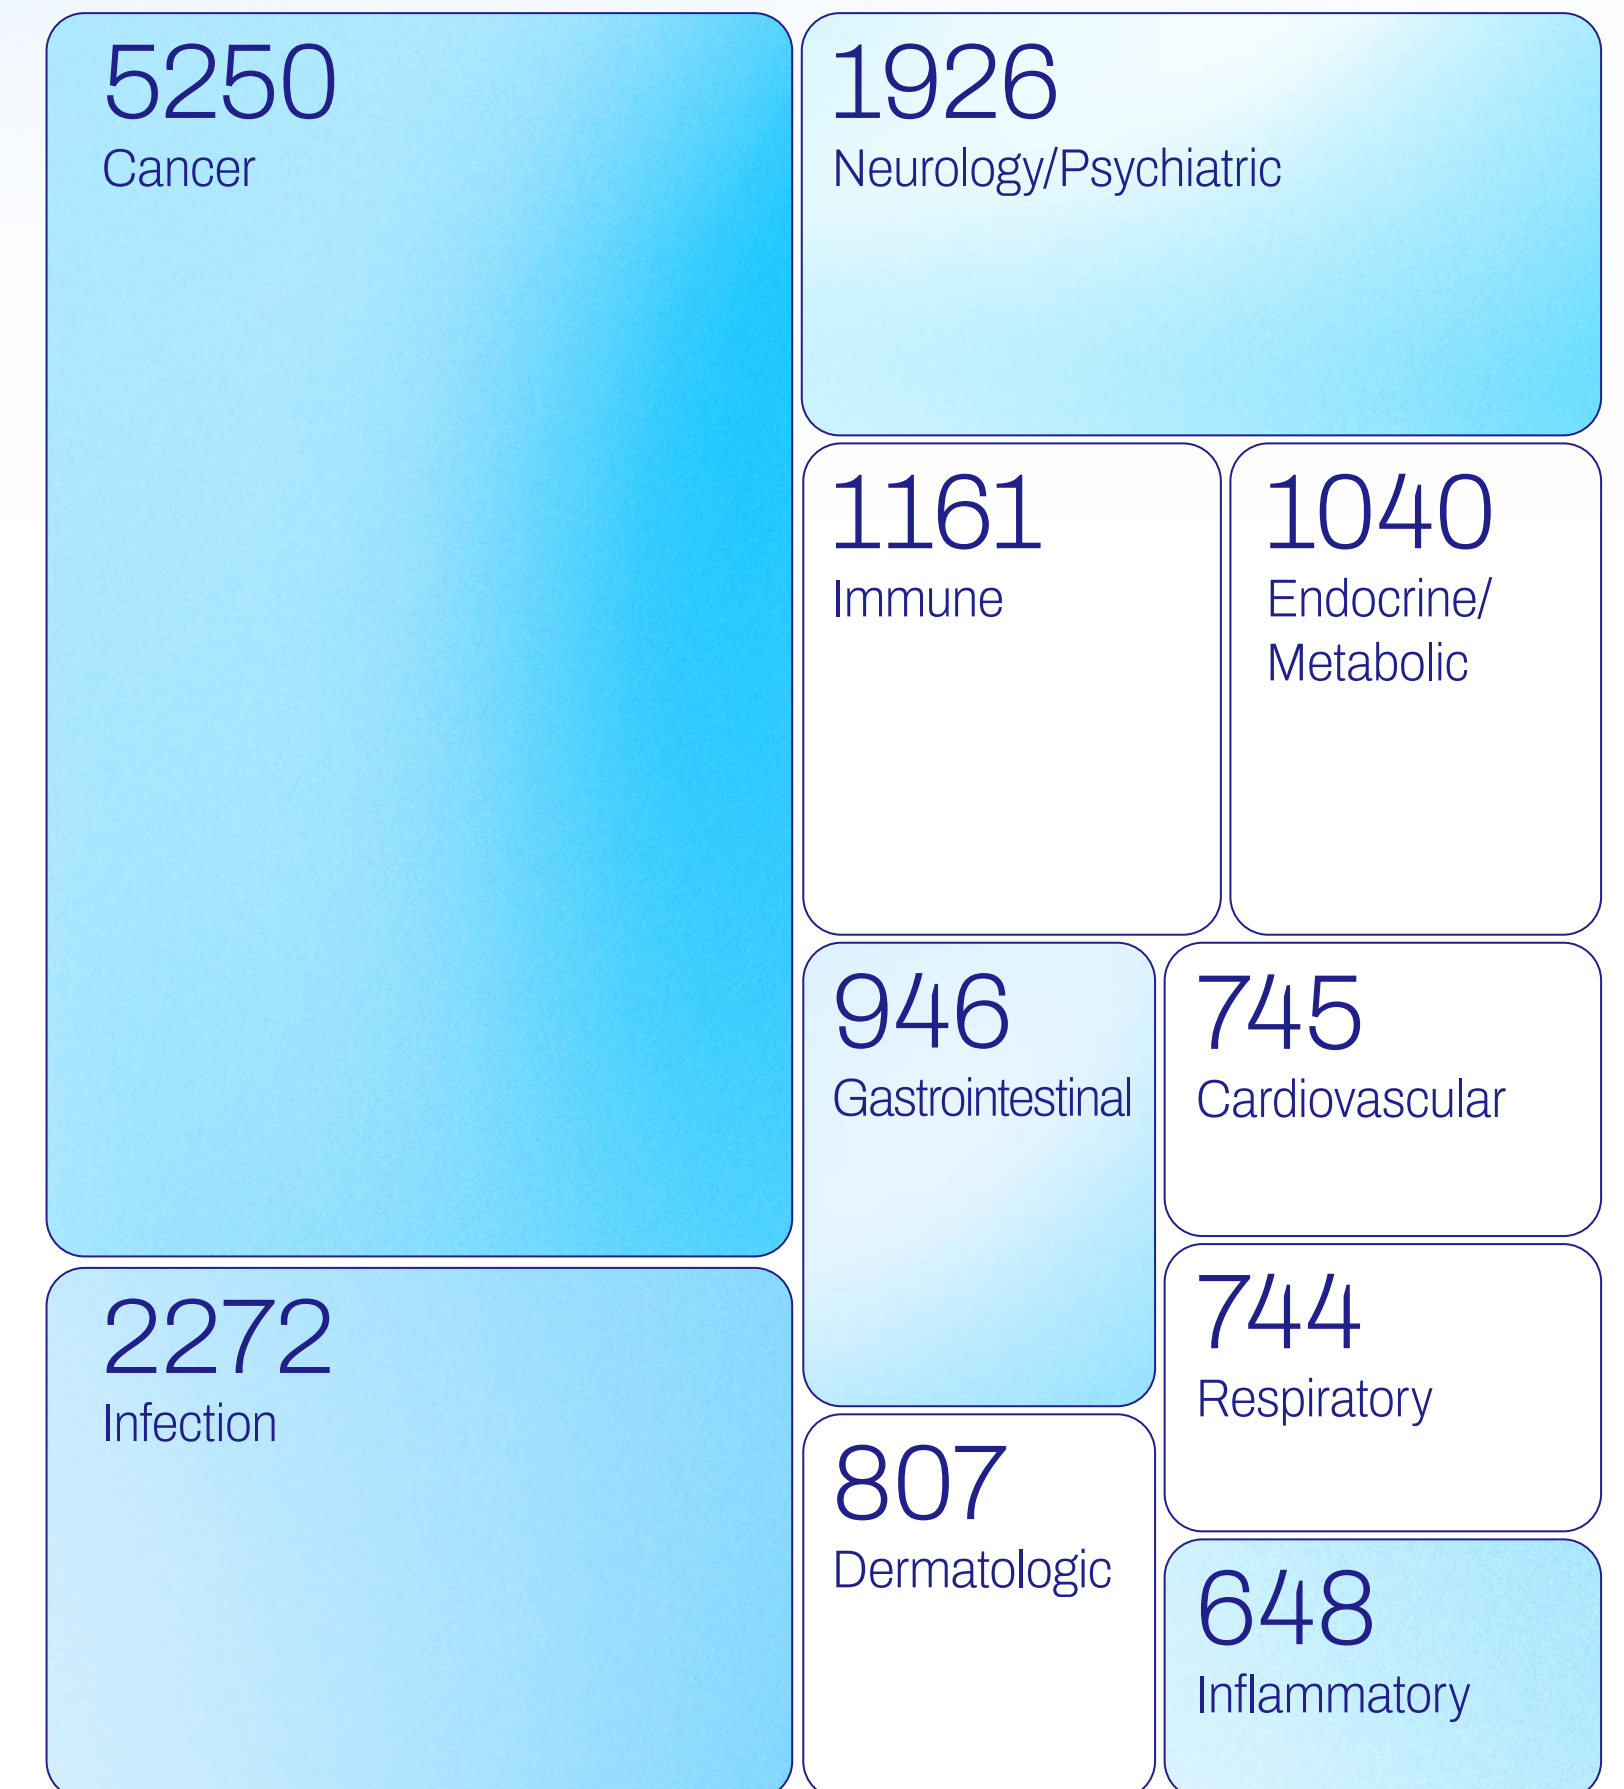 5250
Cancer
1926
Neurology/Psychiatric
1161
Immune
1040
Endocrine/
Metabolic
946
Gastrointestinal
745
Cardiovascular
744
Respiratory
2272
Infection
807
Dermatologic
648
Inflammatory